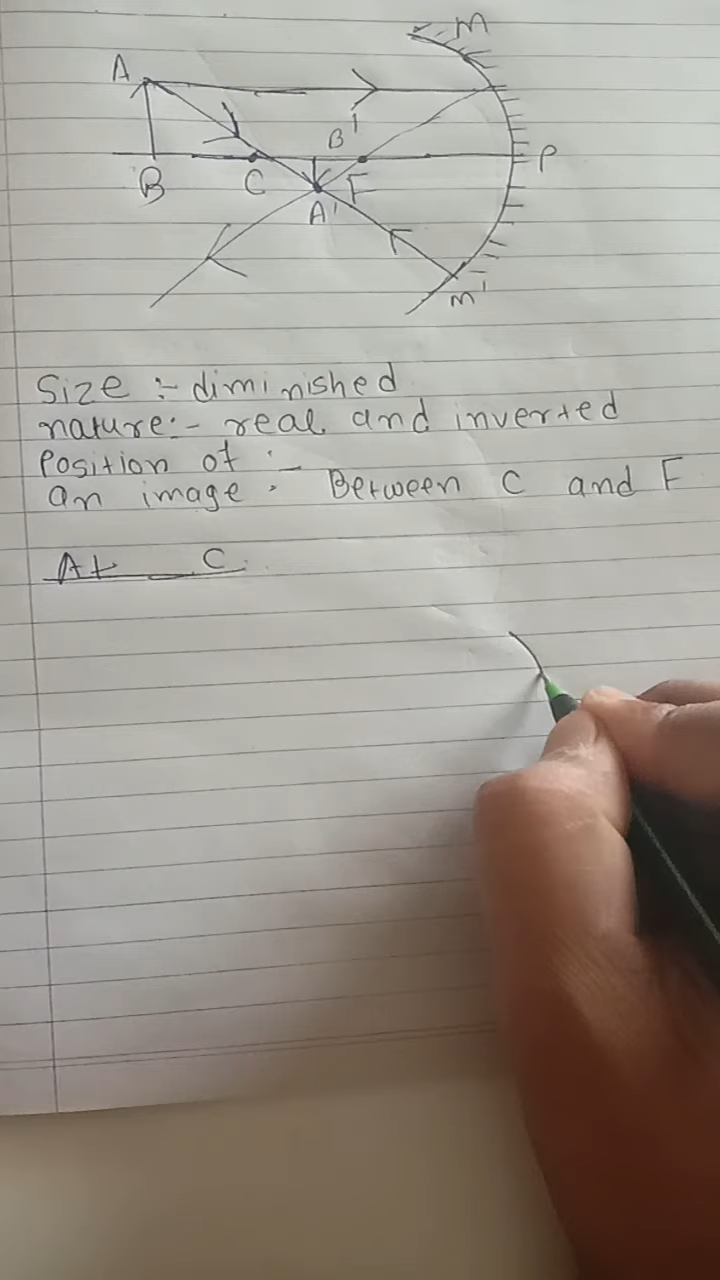 M
A
B'
B
C
F
P
A'
M'
Size :- diminished
nature:- real and inverted
Position of :-
an image: Between C and F
At C